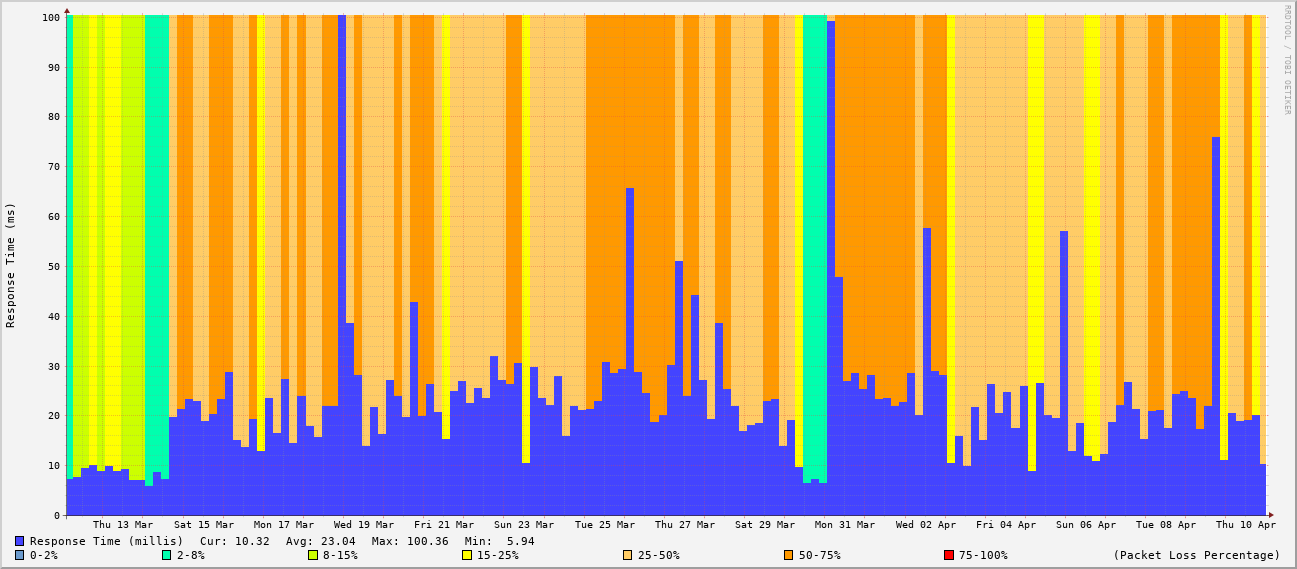 RRDTOOL / TOBI OETIKER
Response Time (ms)
100
90
80
70
60
50
40
30
20
10
0
Thu 13 Mar Sat 15 Mar Mon 17 Mar Wed 19 Mar Fri 21 Mar Sun 23 Mar Tue 25 Mar Thu 27 Mar Sat 29 Mar Mon 31 Mar Wed 02 Apr Fri 04 Apr Sun 06 Apr Tue 08 Apr Thu 10 Apr
Response Time (millis) Cur: 10.32 Avg: 23.04 Max: 100.36 Min: 5.94
0-2% 2-8% 8-15% 15-25% 25-50% 50-75% 75-100% (Packet Loss Percentage)